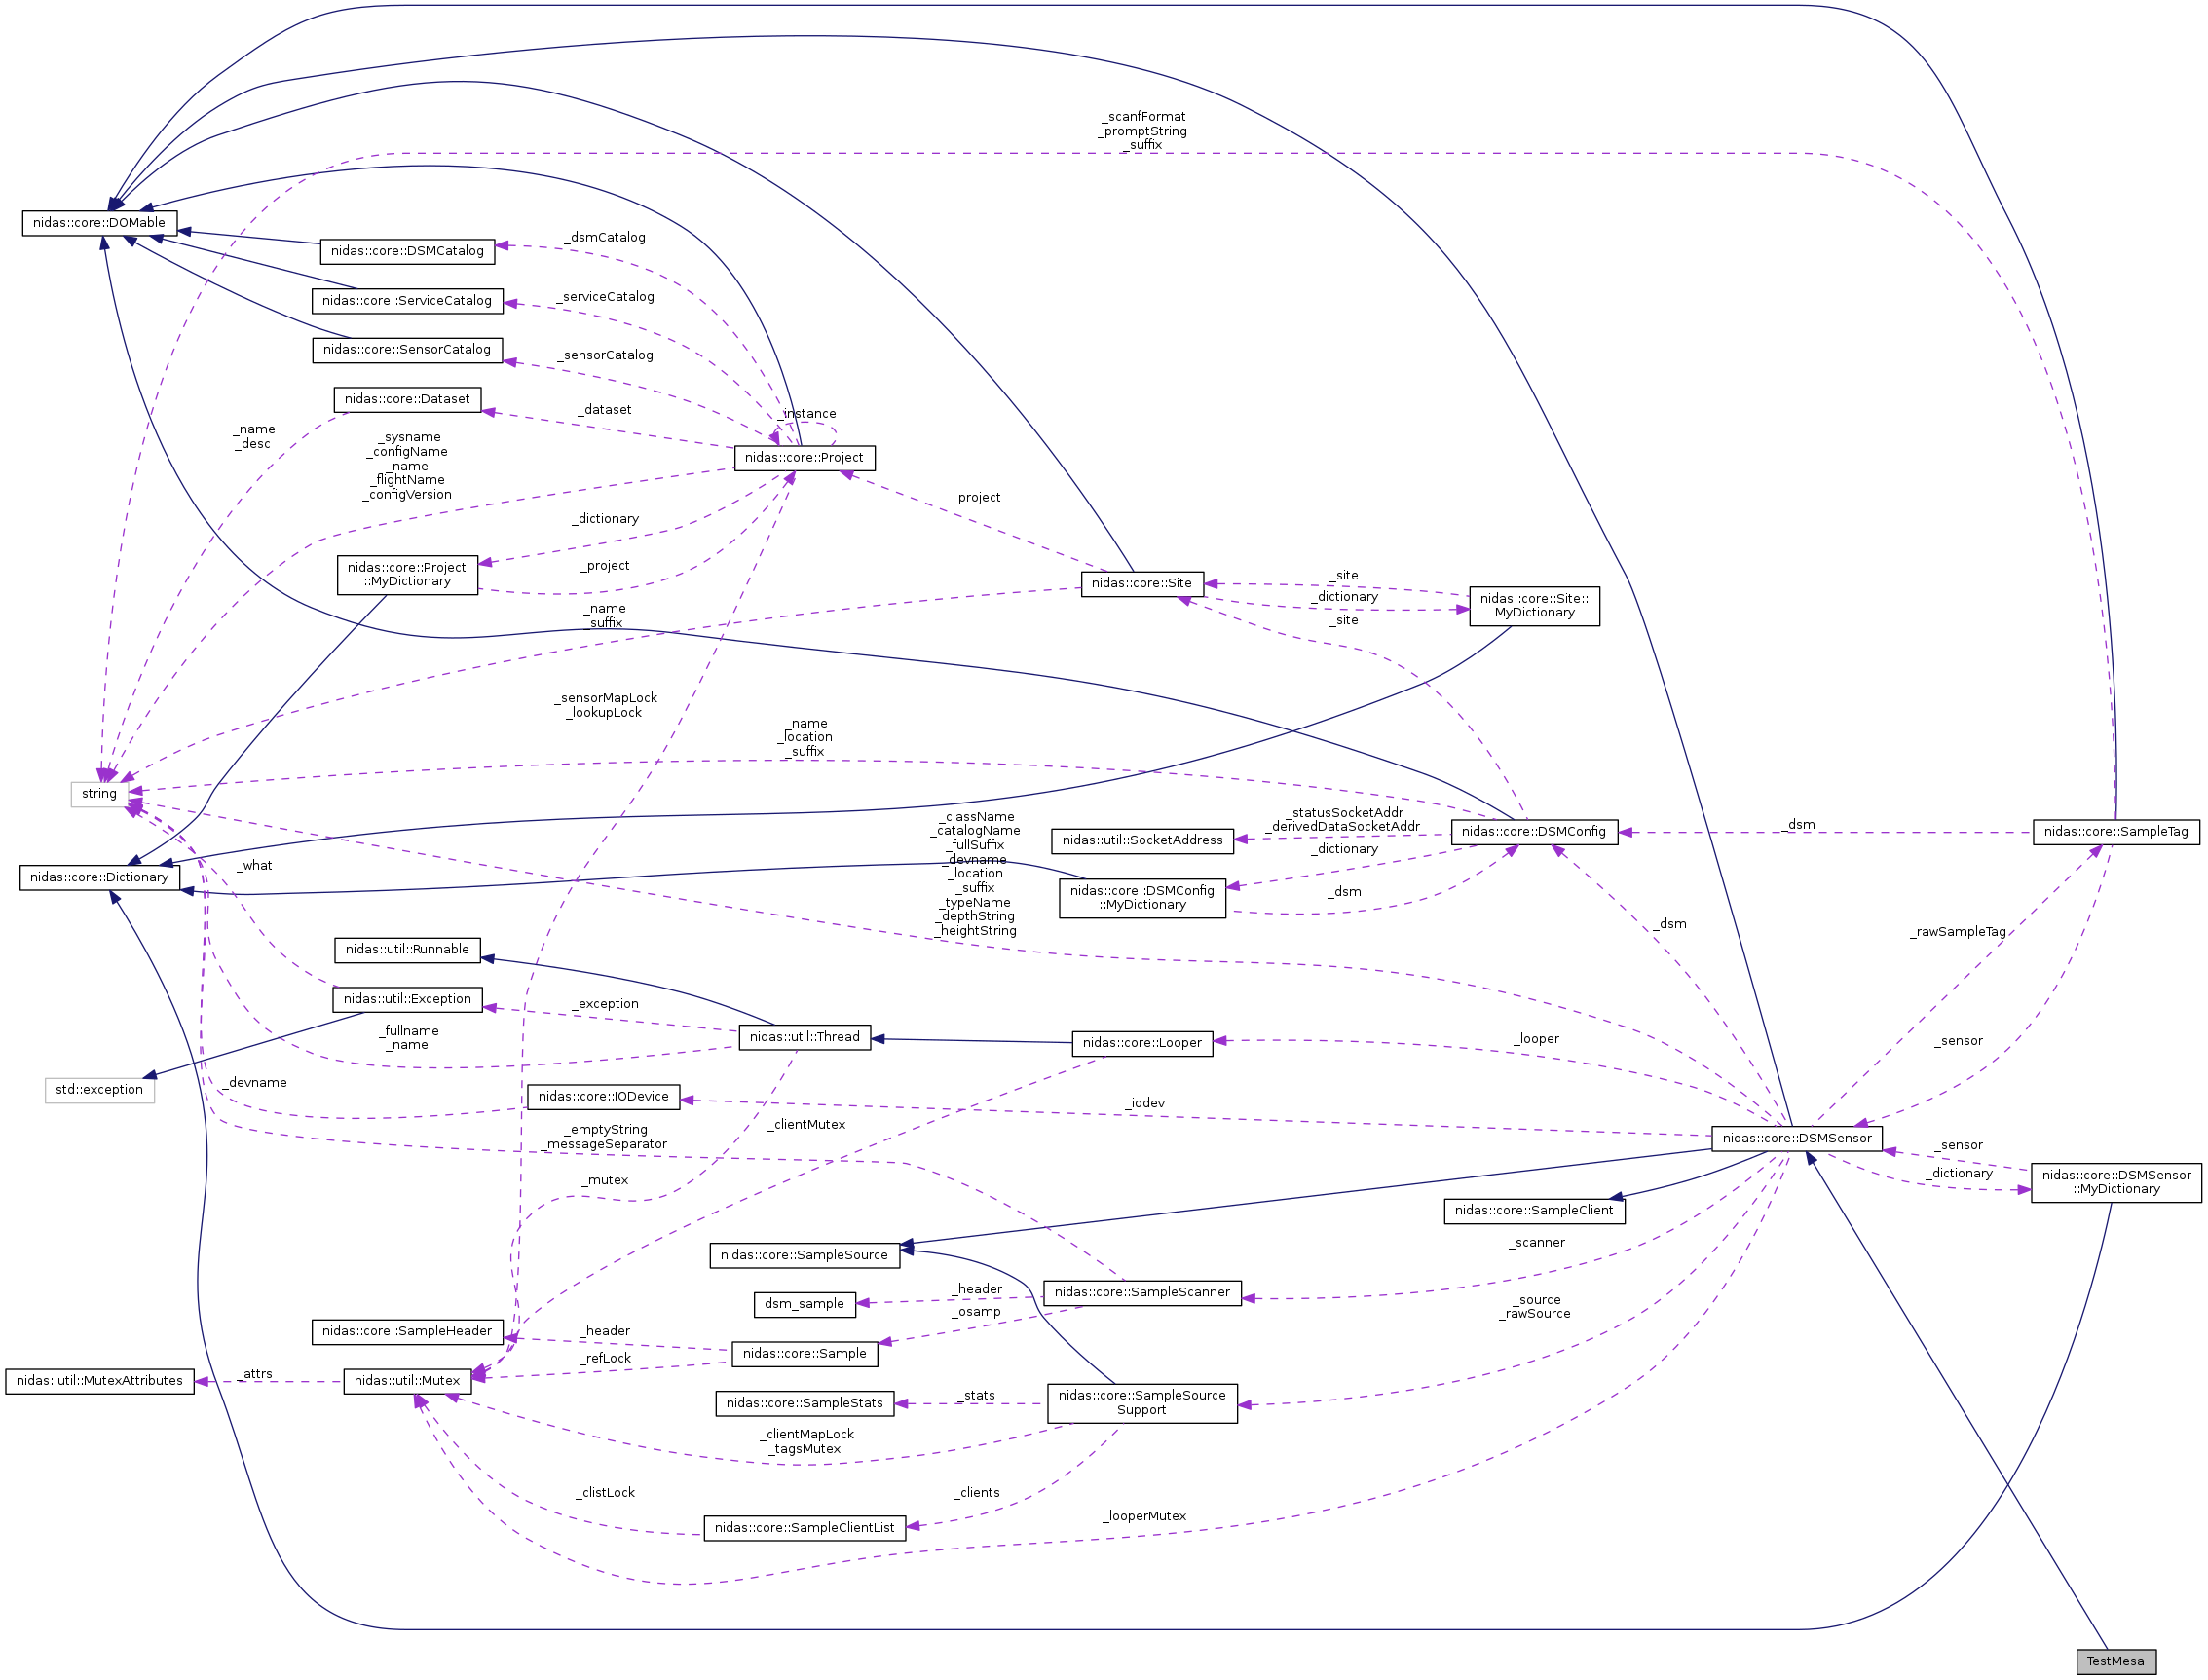 _scanfFormat
_promptString
_suffix
nidas::core::DOMable
_dsmCatalog
nidas::core::DSMCatalog
_serviceCatalog
nidas::core::ServiceCatalog
_sensorCatalog
nidas::core::SensorCatalog
nidas::core::Dataset
_dataset
_instance
_name
_desc
_sysname
_configName
_name
_flightName
_configVersion
nidas::core::Project
_project
_dictionary
nidas::core::Project
::MyDictionary
_project
nidas::core::Site
_site
_dictionary
_site
nidas::core::Site::
MyDictionary
_name
_suffix
_sensorMapLock
_lookupLock
_name
_location
_suffix
string
_statusSocketAddr
_derivedDataSocketAddr
nidas::util::SocketAddress
nidas::core::DSMConfig
_dsm
nidas::core::SampleTag
_className
_catalogName
_fullSuffix
_devname
_location
_suffix
_typeName
_depthString
_heightString
_dictionary
_what
nidas::core::Dictionary
nidas::core::DSMConfig
::MyDictionary
_dsm
_dsm
_rawSampleTag
nidas::util::Runnable
nidas::util::Exception
_exception
_fullname
_name
nidas::util::Thread
nidas::core::Looper
_looper
_sensor
std::exception
_devname
nidas::core::IODevice
_iodev
_clientMutex
_emptyString
_messageSeparator
nidas::core::DSMSensor
_sensor
_dictionary
nidas::core::DSMSensor
::MyDictionary
_mutex
nidas::core::SampleClient
_scanner
nidas::core::SampleSource
_header
nidas::core::SampleScanner
dsm_sample
_osamp
_source
_rawSource
nidas::core::SampleHeader
_header
nidas::core::Sample
_refLock
nidas::util::MutexAttributes
_attrs
nidas::util::Mutex
nidas::core::SampleStats
_stats
nidas::core::SampleSource
Support
_clientMapLock
_tagsMutex
_clistLock
_clients
_looperMutex
nidas::core::SampleClientList
TestMesa